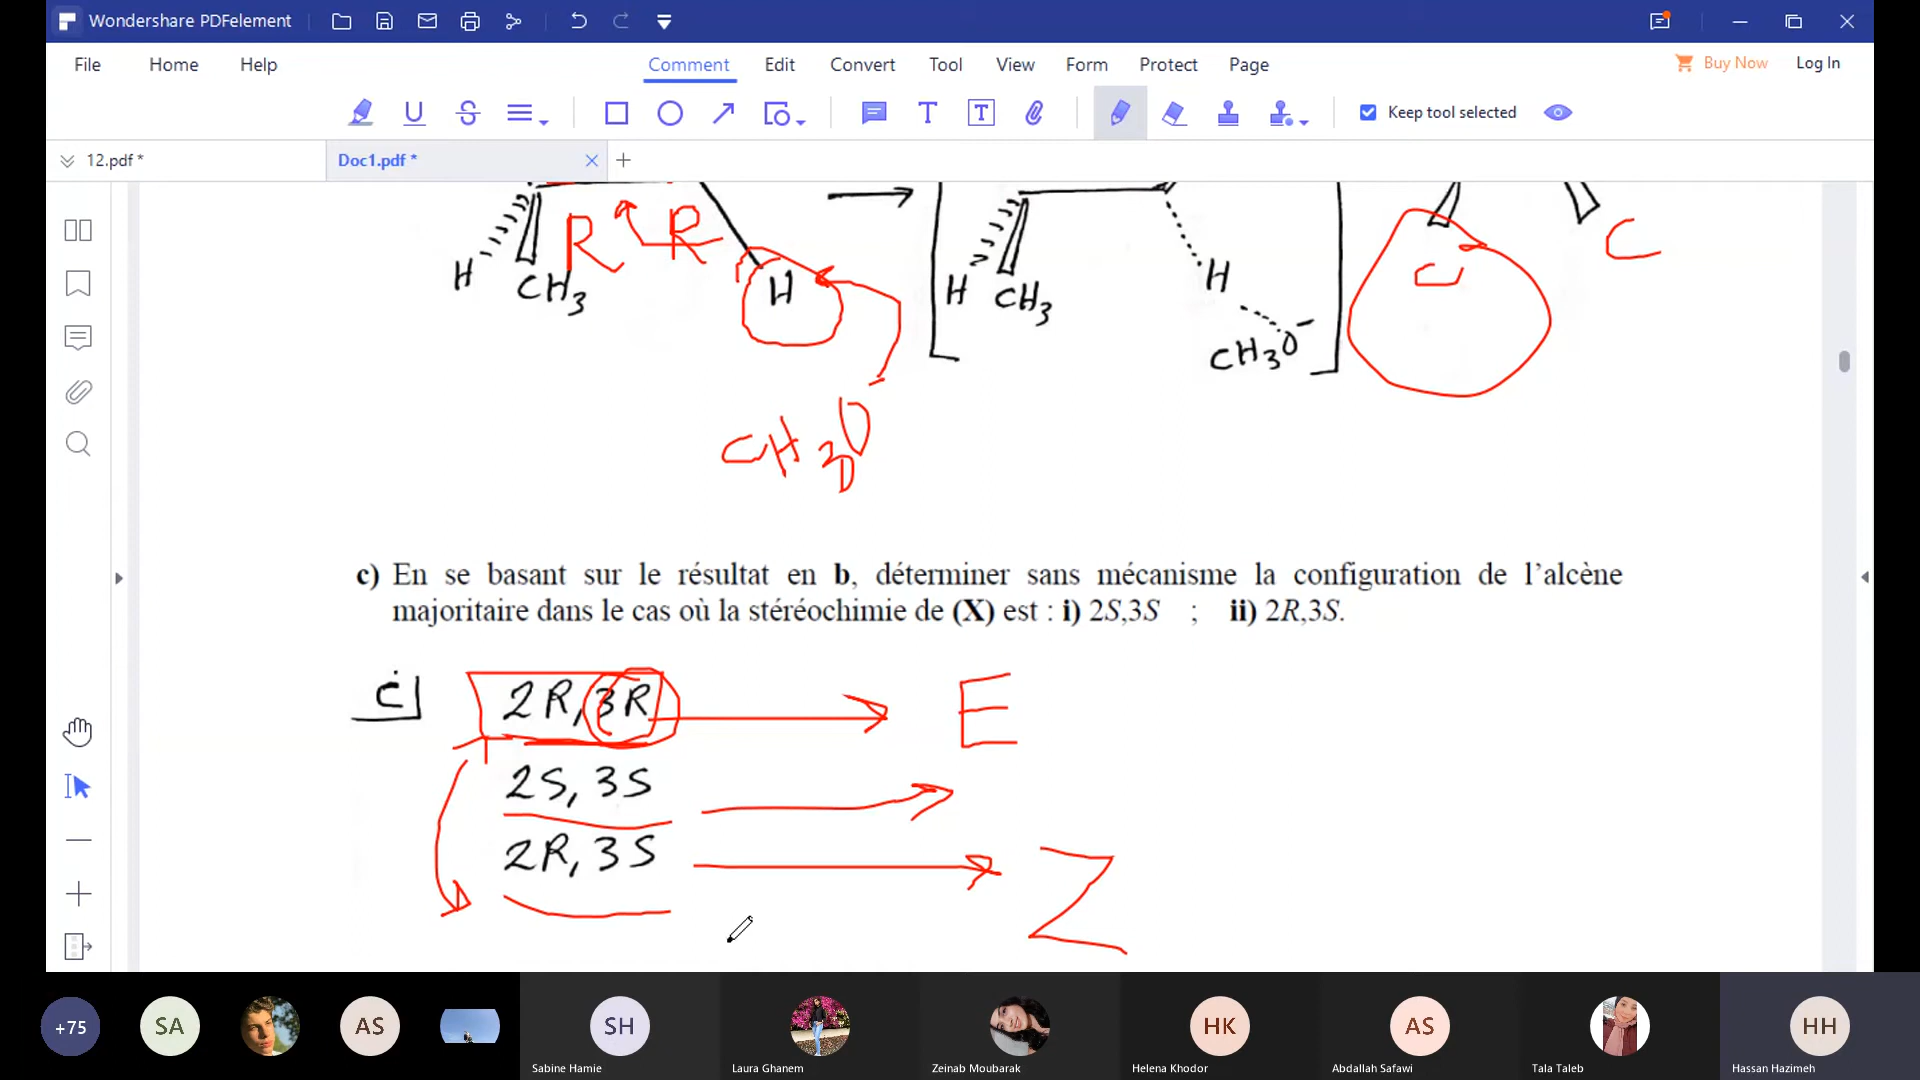 Wondershare PDFelement
File Home Help Comment Edit Convert Tool View Form Protect Page Buy Now Log In
Keep tool selected
12.pdf * Doc1.pdf *
R R C
H CH3 H H CH3 H C
CH3O-
CH3O
c) En se basant sur le résultat en b, déterminer sans mécanisme la configuration de l'alcène
majoritaire dans le cas où la stéréochimie de (X) est : i) 2S,3S ; ii) 2R,3S.
c 2R, 3R E
2S, 3S
2R, 3S Z
+75 SA AS SH HK AS HH
Sabine Hamie Laura Ghanem Zeinab Moubarak Helena Khodor Abdallah Safawi Tala Taleb Hassan Hazimeh